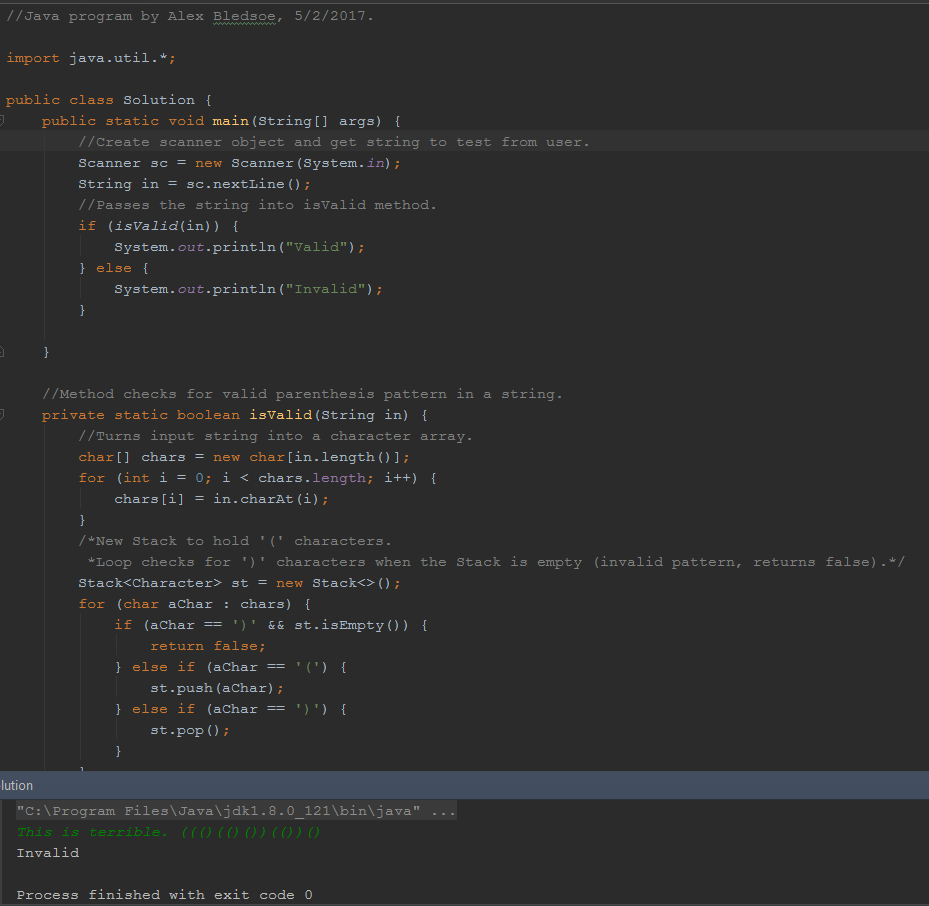 //Java program by Alex Bledsoe, 5/2/2017.
import java.util.*;
public class Solution {
public static void main(String[] args) {
//Create scanner object and get string to test from user.
Scanner sc = new Scanner(System.in);
String in = sc.nextLine();
//Passes the string into isValid method.
if (isValid(in)) {
System.out.println("Valid");
} else {
System.out.println("Invalid");
}
}
//Method checks for valid parenthesis pattern in a string.
private static boolean isValid(String in) {
//Turns input string into a character array.
char[] chars = new char[in.length()];
for (int i = 0; i < chars.length; i++) {
chars[i] = in.charAt(i);
}
/*New Stack to hold '(' characters.
*Loop checks for ')' characters when the Stack is empty (invalid pattern, returns false).*/
Stack<Character> st = new Stack<>();
for (char aChar : chars) {
if (aChar == ')' && st.isEmpty()) {
return false;
} else if (aChar == '(') {
st.push(aChar);
} else if (aChar == ')') {
st.pop();
}
lution
"C:\Program Files\Java\jdk1.8.0_121\bin\java" ...
This is terrible. ((()(()())(())()
Invalid
Process finished with exit code 0